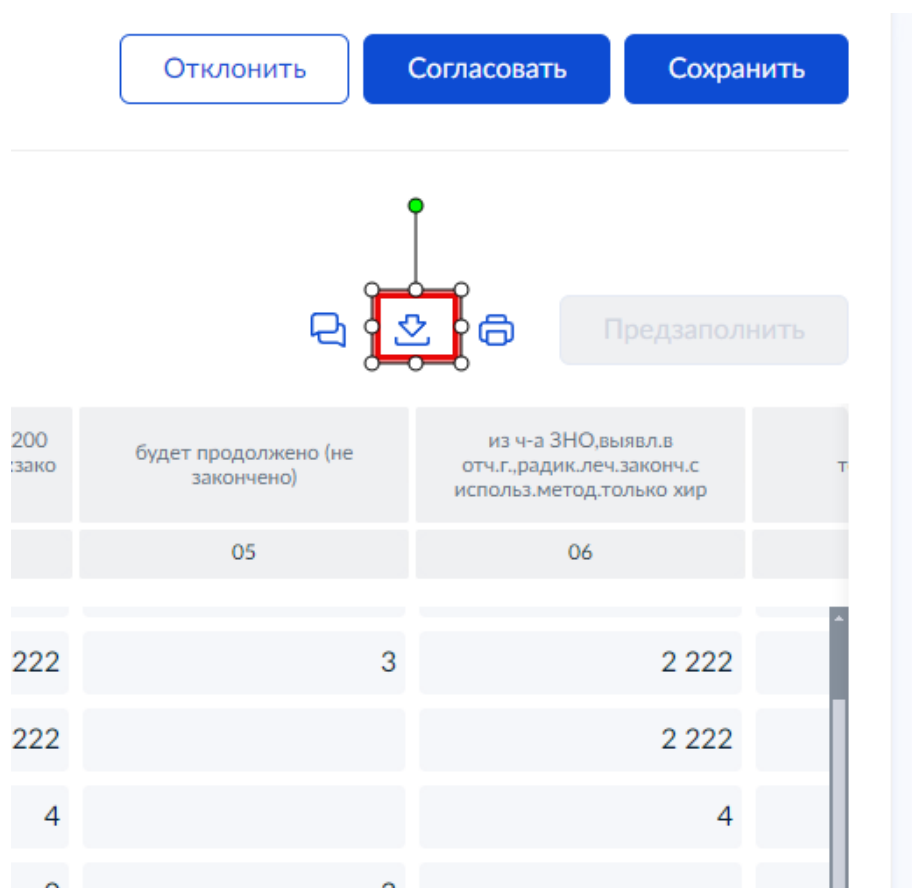 Отклонить
Согласовать
Сохранить
Предзаполнить
200
зако
будет продолжено (не
закончено)
из ч-а ЗНО,выявл.в
отч.г.,радик.леч.законч.с
использ.метод.только хир
т
05
06
222
3
2 222
222
2 222
4
4